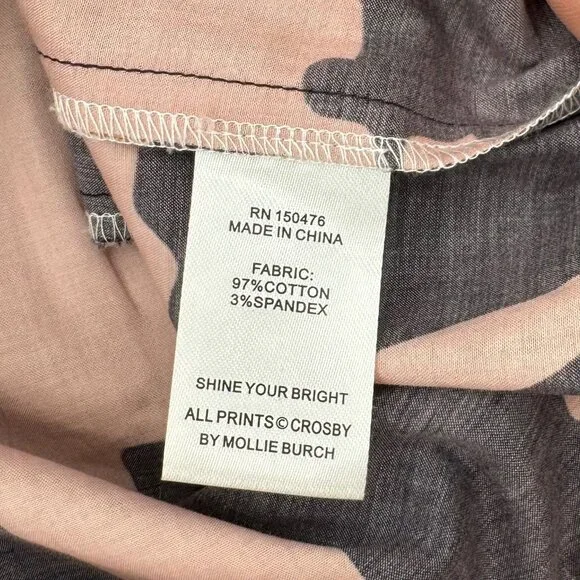 RN 150476
MADE IN CHINA
FABRIC:
97%COTTON
3%SPANDEX
SHINE YOUR BRIGHT
ALL PRINTS©CROSBY
BY MOLLIE BURCH